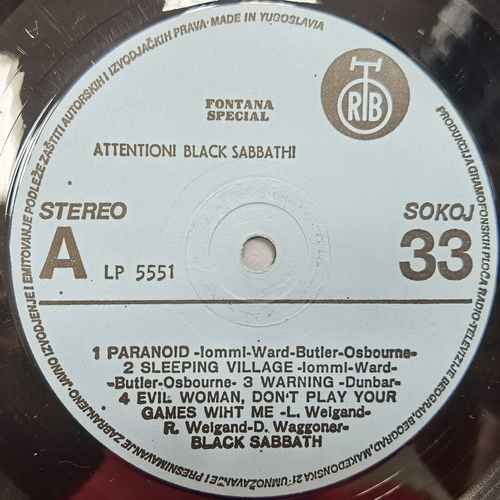 FONTANA
SPECIAL
RTB
ATTENTION! BLACK SABBATH!
STEREO
SOKOJ
A
LP 5551
33
1 PARANOID -Iommi-Ward-Butler-Osbourne-
2 SLEEPING VILLAGE -Iommi-Ward-
-Butler-Osbourne- 3 WARNING -Dunbar-
4 EVIL WOMAN, DON'T PLAY YOUR
GAMES WIHT ME -L. Weigand-
R. Weigand-D. Waggoner-
BLACK SABBATH
PRODUKCIJA GRAMOFONSKIH PLOČA RADIO-TELEVIZIJE BEOGRAD, BEOGRAD, MAKEDONSKA 21 • UMNOŽAVANJE I PRESNIMAVANJE ZABRANJENO • JAVNO IZVODJENJE I EMITOVANJE PODLEŽE ZAŠTITI AUTORSKIH I IZVODJAČKIH PRAVA • MADE IN YUGOSLAVIA